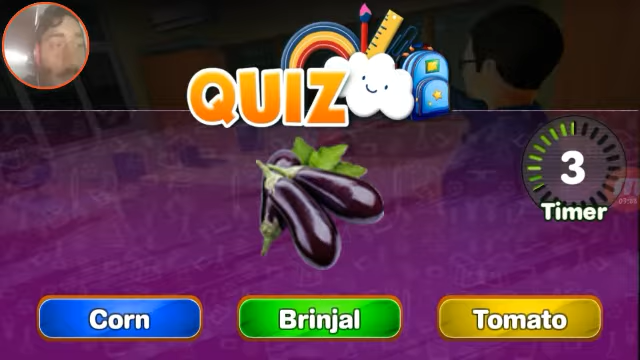 QUIZ
3
Timer
Corn
Brinjal
Tomato